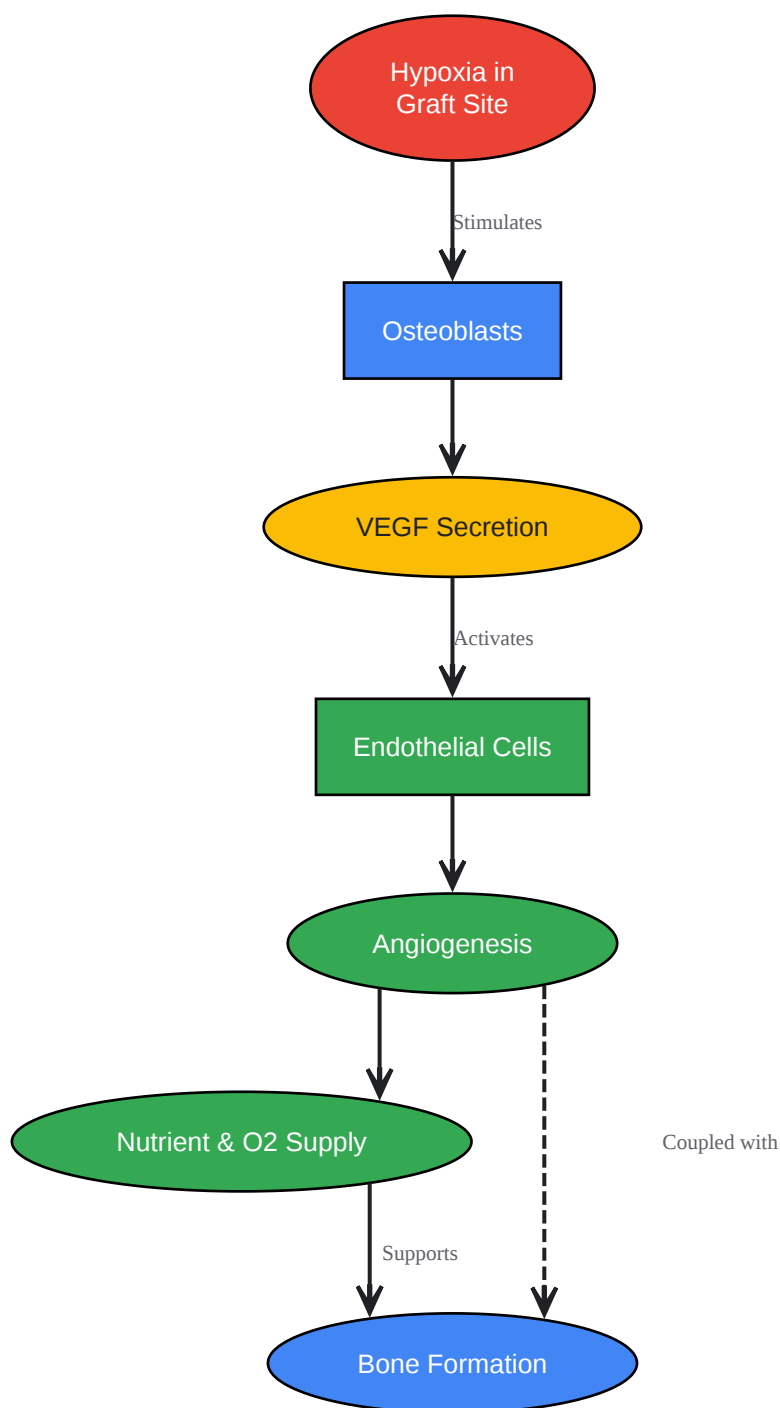 Hypoxia in
Graft Site
Stimulates
Osteoblasts
VEGF Secretion
Activates
Endothelial Cells
Angiogenesis
Nutrient & O2 Supply
Coupled with
Supports
Bone Formation